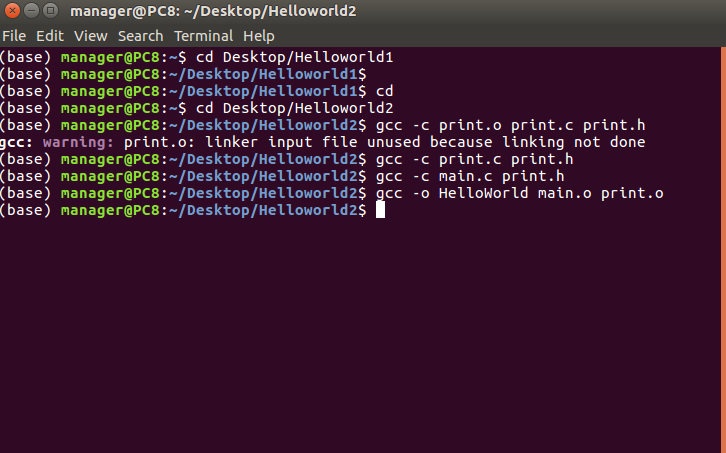 manager@PC8: ~/Desktop/Helloworld2
File Edit View Search Terminal Help
(base) manager@PC8:~$ cd Desktop/Helloworld1
(base) manager@PC8:~/Desktop/Helloworld1$
(base) manager@PC8:~/Desktop/Helloworld1$ cd
(base) manager@PC8:~$ cd Desktop/Helloworld2
(base) manager@PC8:~/Desktop/Helloworld2$ gcc -c print.o print.c print.h
gcc: warning: print.o: linker input file unused because linking not done
(base) manager@PC8:~/Desktop/Helloworld2$ gcc -c print.c print.h
(base) manager@PC8:~/Desktop/Helloworld2$ gcc -c main.c print.h
(base) manager@PC8:~/Desktop/Helloworld2$ gcc -o HelloWorld main.o print.o
(base) manager@PC8:~/Desktop/Helloworld2$